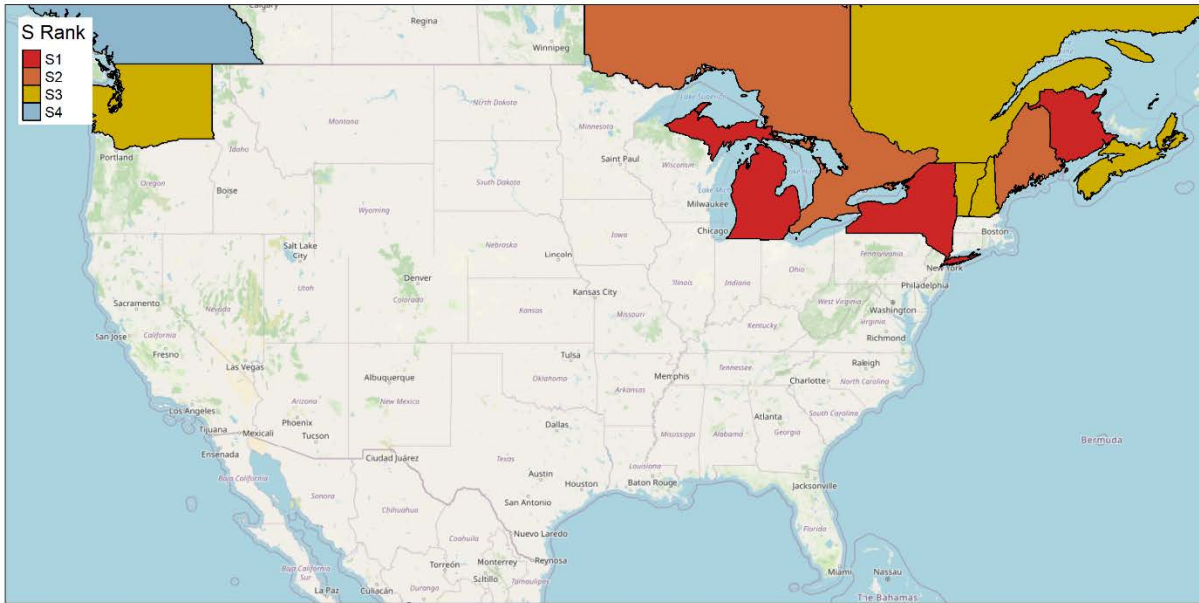 S Rank
S1
S2
S3
S4
Calgary
Regina
Winnipeg
Lake Superior
North Dakota
Montana
Minnesota
Portland
Idaho
Saint Paul
Wisconsin
Oregon
Boise
South Dakota
Milwaukee
Wyoming
Boston
Chicago
Iowa
Salt Lake
City
Nebraska
Lincoln
Pennsylvania
New York
Ohio
Philadelphia
Utah
Denver
Illinois
Indiana
Sacramento
Nevada
Colorado
Kansas City
West Virginia
Washington
San Jose
California
Kansas
Missouri
Kentucky
Virginia
Richmond
Fresno
Las Vegas
Tulsa
Raleigh
Albuquerque
Oklahoma
Memphis
Tennessee
Charlotte
North Carolina
Los Angeles
Arizona
New Mexico
Arkansas
Phoenix
Atlanta
South Carolina
Tijuana
Mexicali
Tucson
Dallas
Mississippi
Alabama
Georgia
Bermuda
Ensenada
Ciudad Juárez
Texas
Louisiana
Baja California
Austin
Baton Rouge
Jacksonville
Sonora
Houston
San Antonio
Chihuahua
Florida
Nuevo Laredo
Coahuila
Monterrey
Reynosa
Baja California
Sur
Torreón
Saltillo
Miami
Nassau
La Paz
Culiacán
Durango
Tamaulipas
The Bahamas